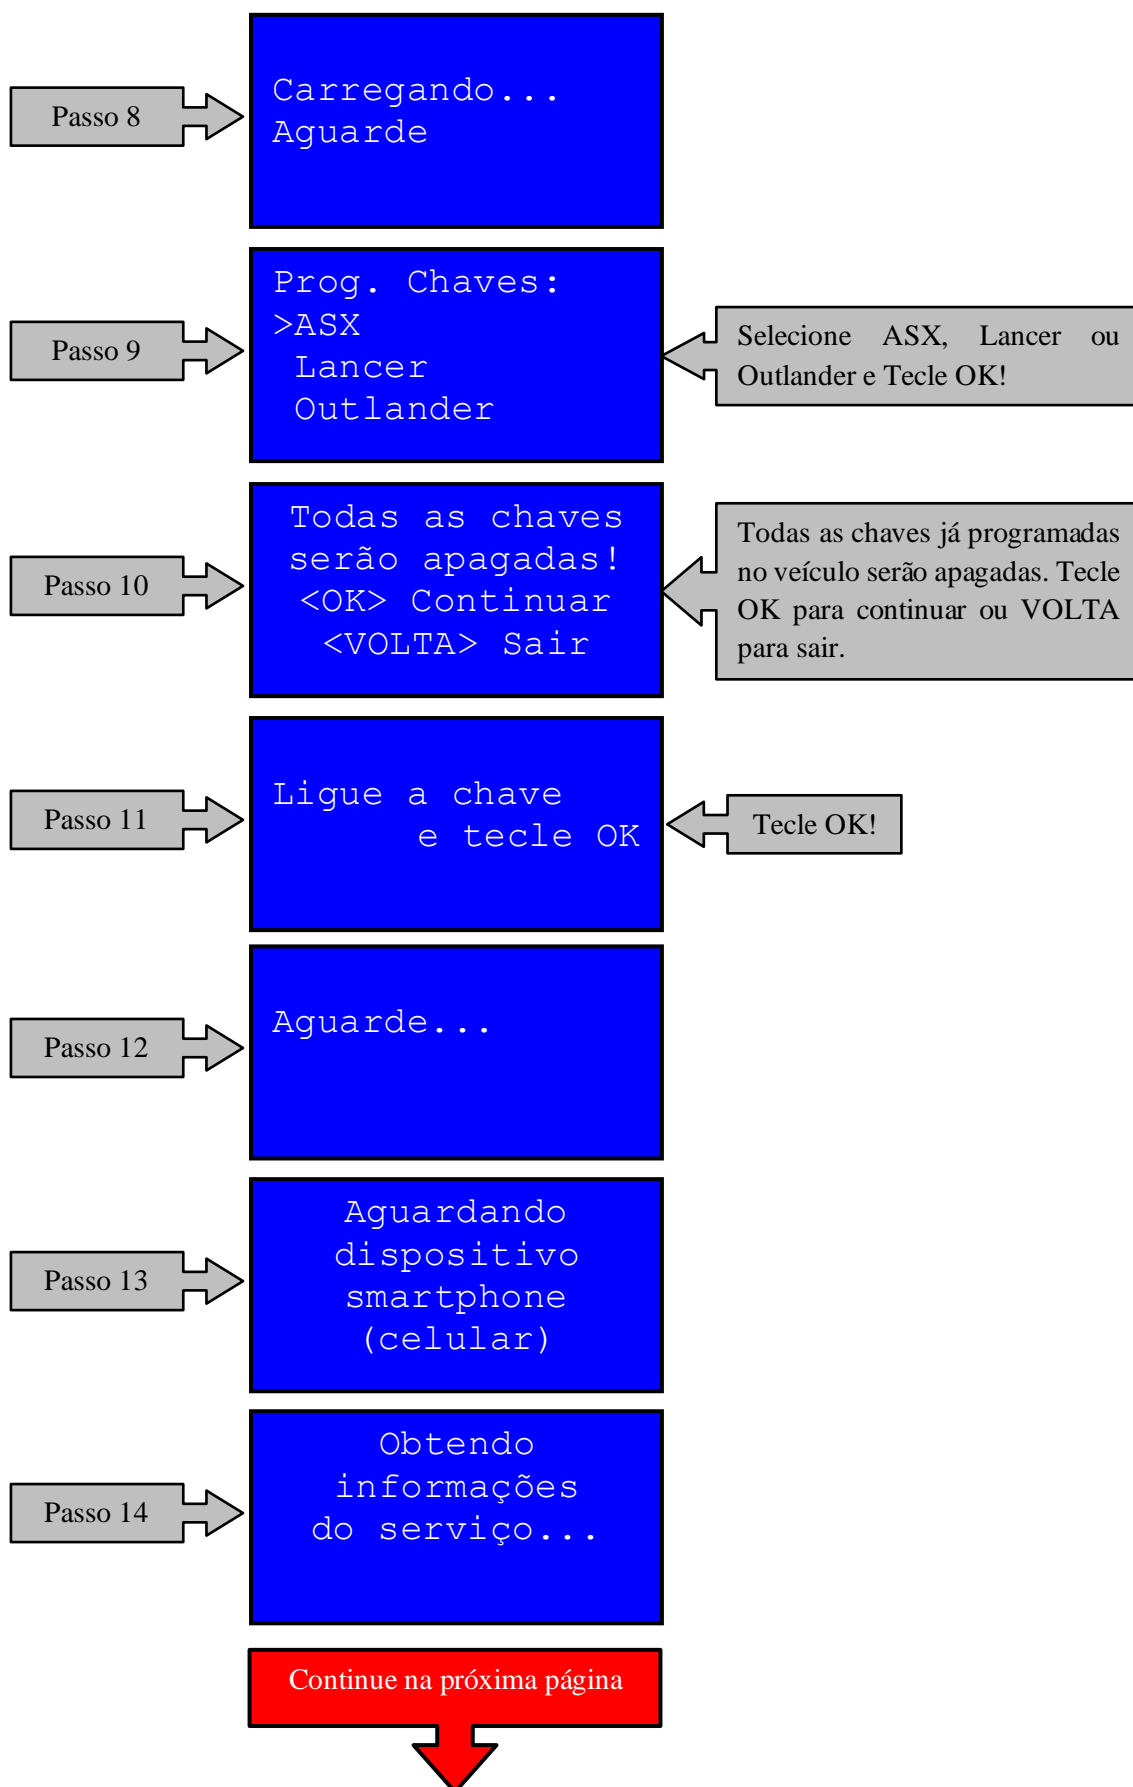 Passo 8
Carregando...
Aguarde
Passo 9
Prog. Chaves:
>ASX
Lancer
Outlander
Selecione ASX, Lancer ou
Outlander e Tecle OK!
Passo 10
Todas as chaves
serão apagadas!
<OK> Continuar
<VOLTA> Sair
Todas as chaves já programadas
no veículo serão apagadas. Tecle
OK para continuar ou VOLTA
para sair.
Passo 11
Ligue a chave
e tecle OK
Tecle OK!
Passo 12
Aguarde...
Passo 13
Aguardando
dispositivo
smartphone
(celular)
Passo 14
Obtendo
informações
do serviço...
Continue na próxima página